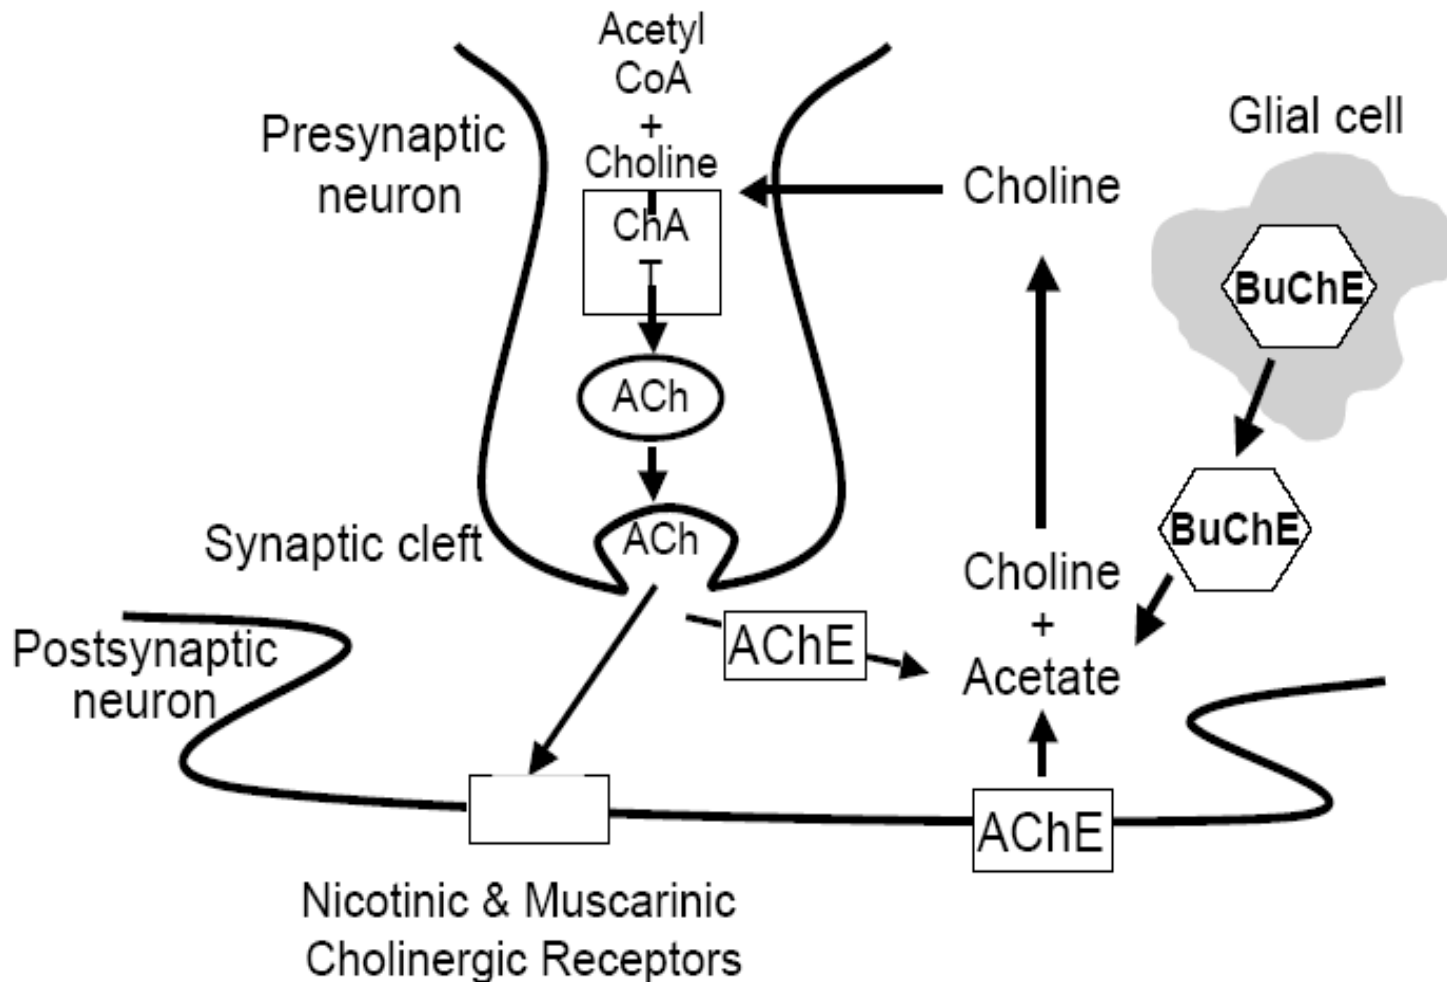 Acetyl
CoA
+
Choline
Presynaptic
neuron
ChA
T
ACh
ACh
Synaptic cleft
Postsynaptic
neuron
AChE
Choline
Glial cell
BuChE
BuChE
Choline
+
Acetate
AChE
Nicotinic & Muscarinic
Cholinergic Receptors